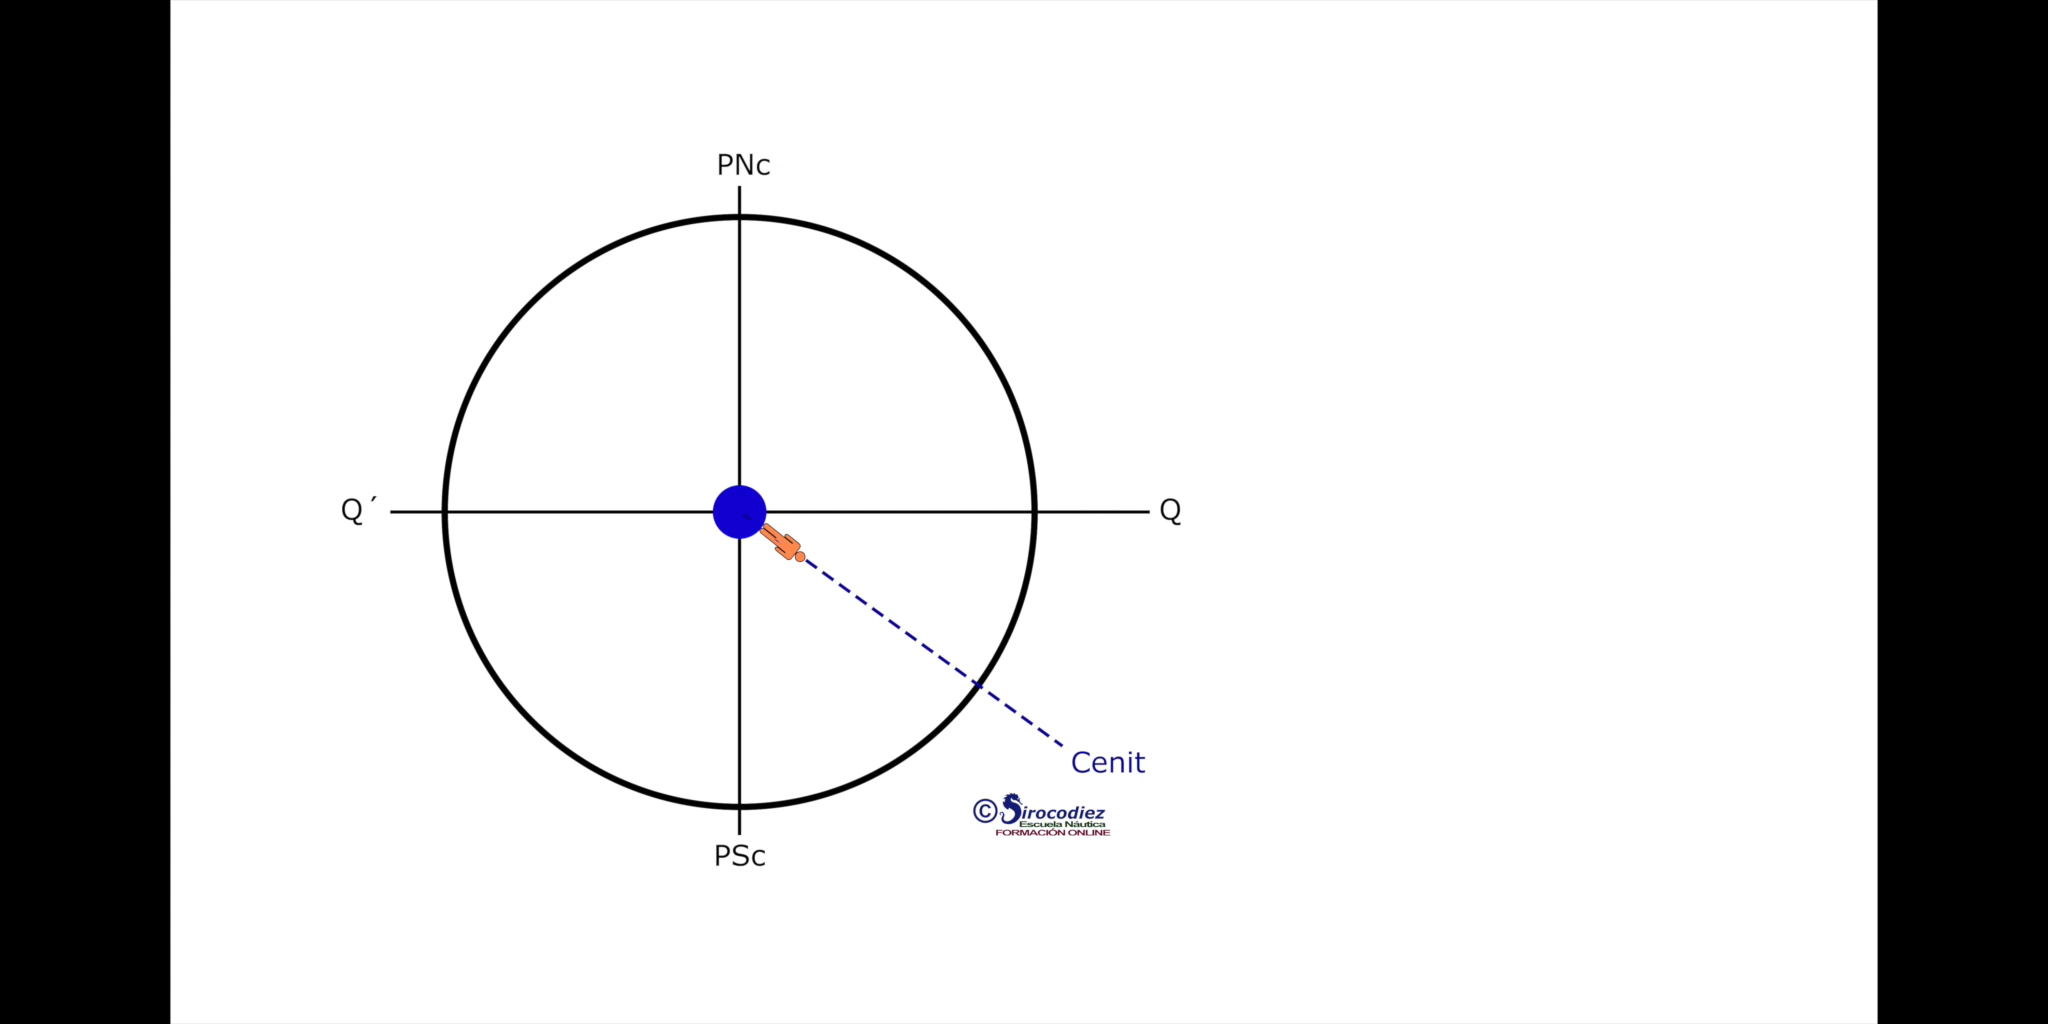 PNc
Q´
Q
Cenit
© Sirocodiez
Escuela Náutica
FORMACIÓN ONLINE
PSc